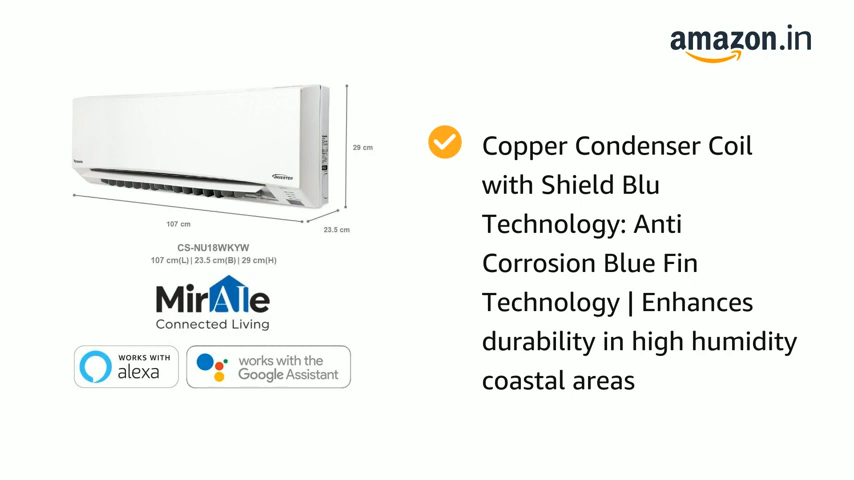 amazon.in
29 cm
INVERTER
107 cm
23.5 cm
CS-NU18WKYW
107 cm(L) | 23.5 cm(B) | 29 cm(H)
MirAIe
Connected Living
WORKS WITH
alexa
works with the
Google Assistant
Copper Condenser Coil
with Shield Blu
Technology: Anti
Corrosion Blue Fin
Technology | Enhances
durability in high humidity
coastal areas